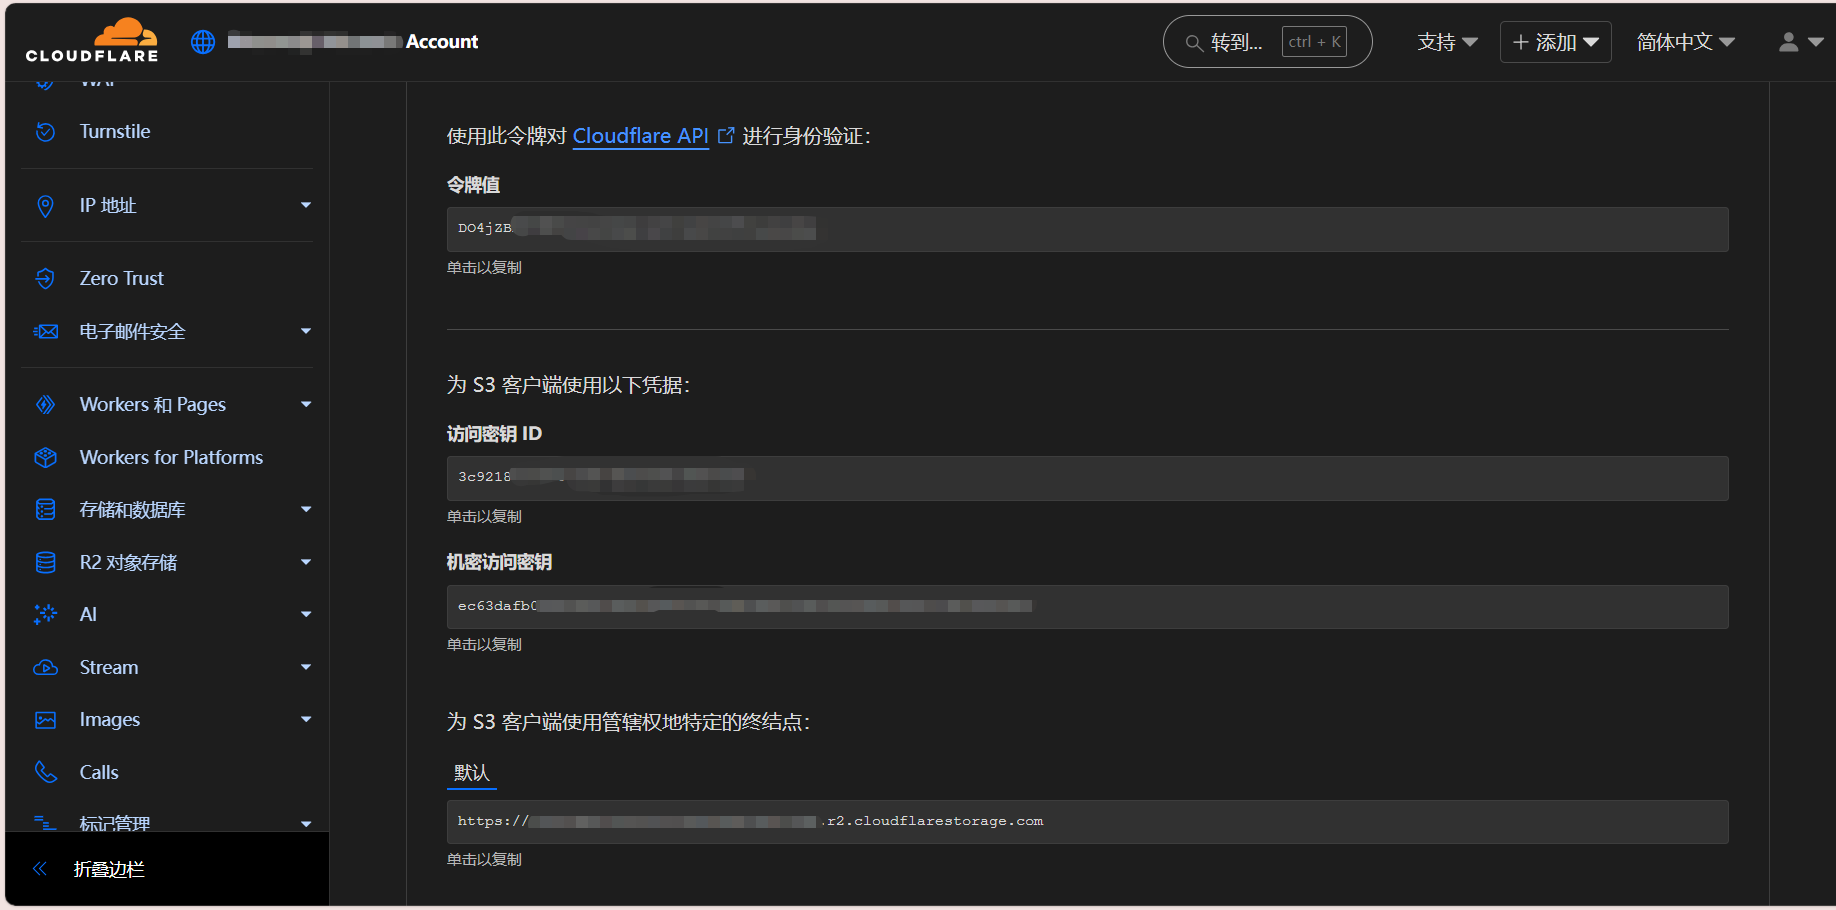 CLOUDFLARE
Account
转到...
ctrl + K
支持
添加
简体中文
WAF
Turnstile
IP 地址
Zero Trust
电子邮件安全
Workers 和 Pages
Workers for Platforms
存储和数据库
R2 对象存储
AI
Stream
Images
Calls
标记管理
折叠边栏
使用此令牌对 Cloudflare API 进行身份验证：
令牌值
DO4jZB
单击以复制
为 S3 客户端使用以下凭据：
访问密钥 ID
3c9218
单击以复制
机密访问密钥
ec63dafb0
单击以复制
为 S3 客户端使用管辖权地特定的终结点：
默认
https://
.r2.cloudflarestorage.com
单击以复制